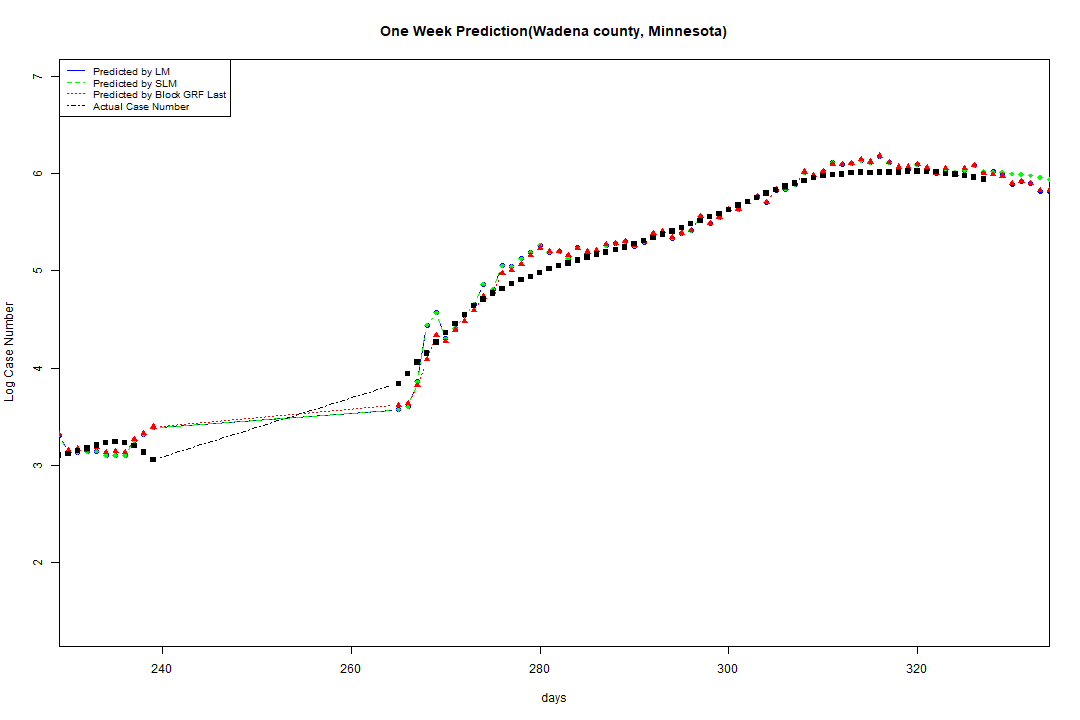 One Week Prediction(Wadena county, Minnesota)
Predicted by LM
Predicted by SLM
Predicted by Block GRF Last
Actual Case Number
7
6
5
4
3
2
Log Case Number
240 260 280 300 320
days